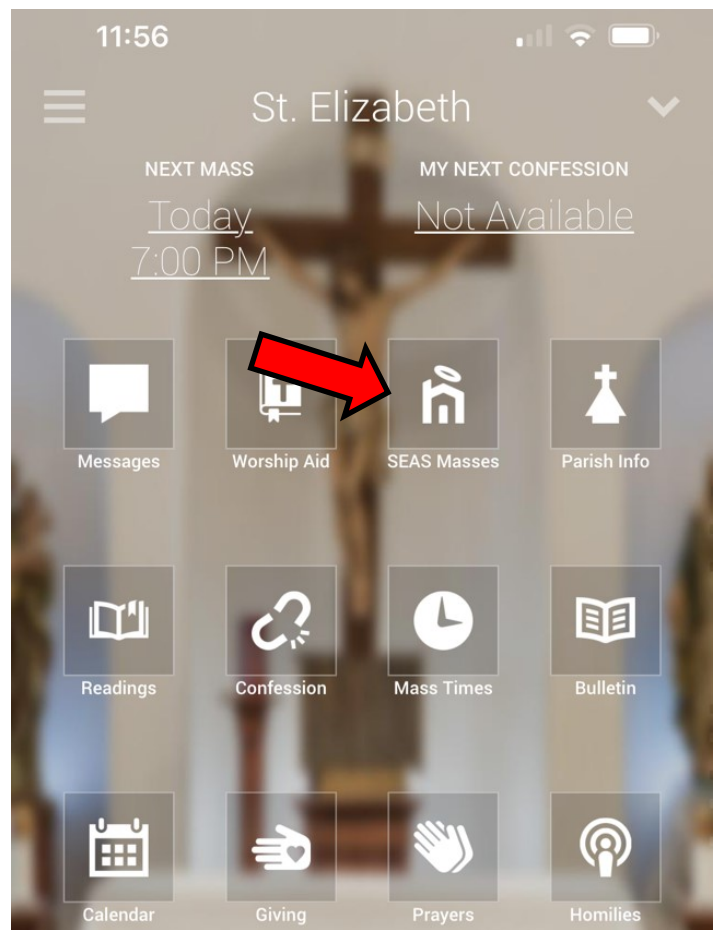 11:56
St. Elizabeth
NEXT MASS
MY NEXT CONFESSION
Today
7:00 PM
Not Available
Messages
Worship Aid
SEAS Masses
Parish Info
Readings
Confession
Mass Times
Bulletin
Calendar
Giving
Prayers
Homilies